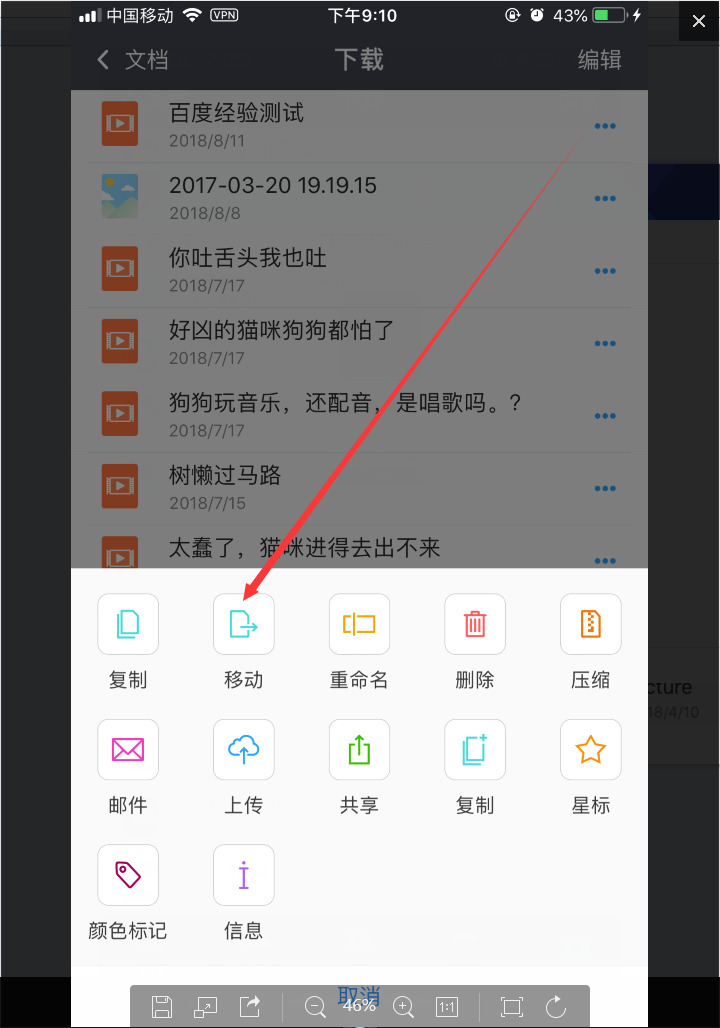 中国移动 VPN 下午9:10 43%
文档 下载 编辑
百度经验测试
2018/8/11
2017-03-20 19.19.15
2018/8/8
你吐舌头我也吐
2018/7/17
好凶的猫咪狗狗都怕了
2018/7/17
狗狗玩音乐，还配音，是唱歌吗。？
2018/7/17
树懒过马路
2018/7/15
太蠢了，猫咪进得去出不来
复制 移动 重命名 删除 压缩
cture
18/4/10
邮件 上传 共享 复制 星标
颜色标记 信息
取消
46% 1:1